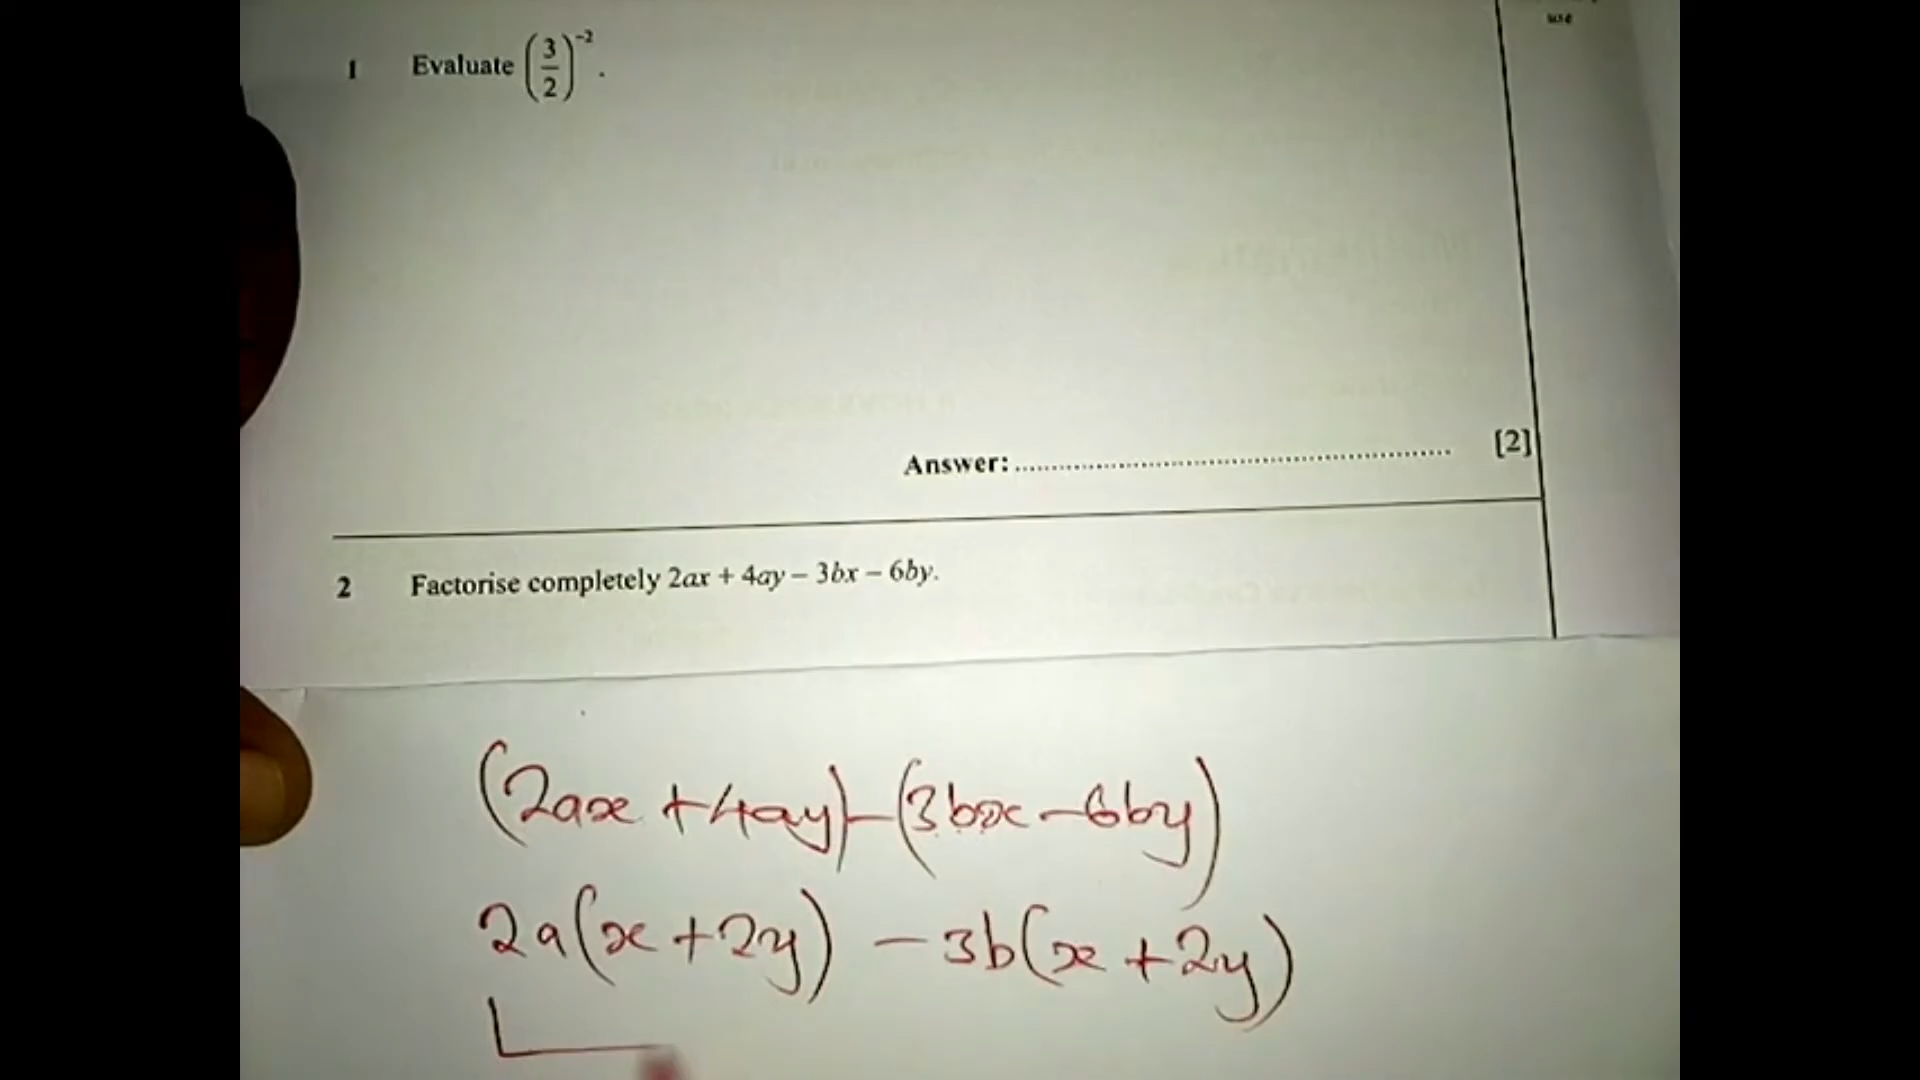 use
1 Evaluate (3/2)⁻².
Answer: ........................................ [2]
2 Factorise completely 2ax + 4ay – 3bx – 6by.
(2ax + 4ay) – (3bx – 6by)
2a(x + 2y) – 3b(x + 2y)